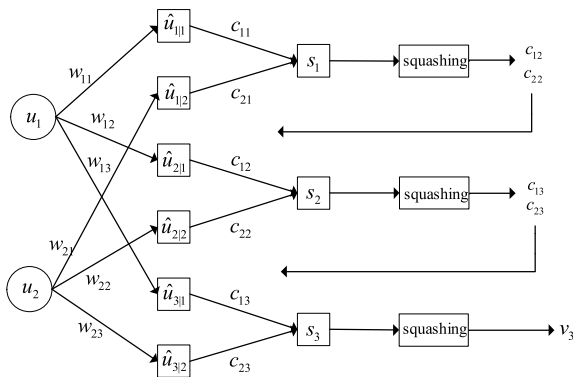 û₁|₁
c₁₁
w₁₁
s₁
squashing
c₁₂
c₂₂
û₁|₂
c₂₁
u₁
w₁₂
w₁₃
û₂|₁
c₁₂
s₂
squashing
c₁₃
c₂₃
û₂|₂
c₂₂
w₂₁
u₂
w₂₂
û₃|₁
c₁₃
w₂₃
s₃
squashing
v₃
û₃|₂
c₂₃